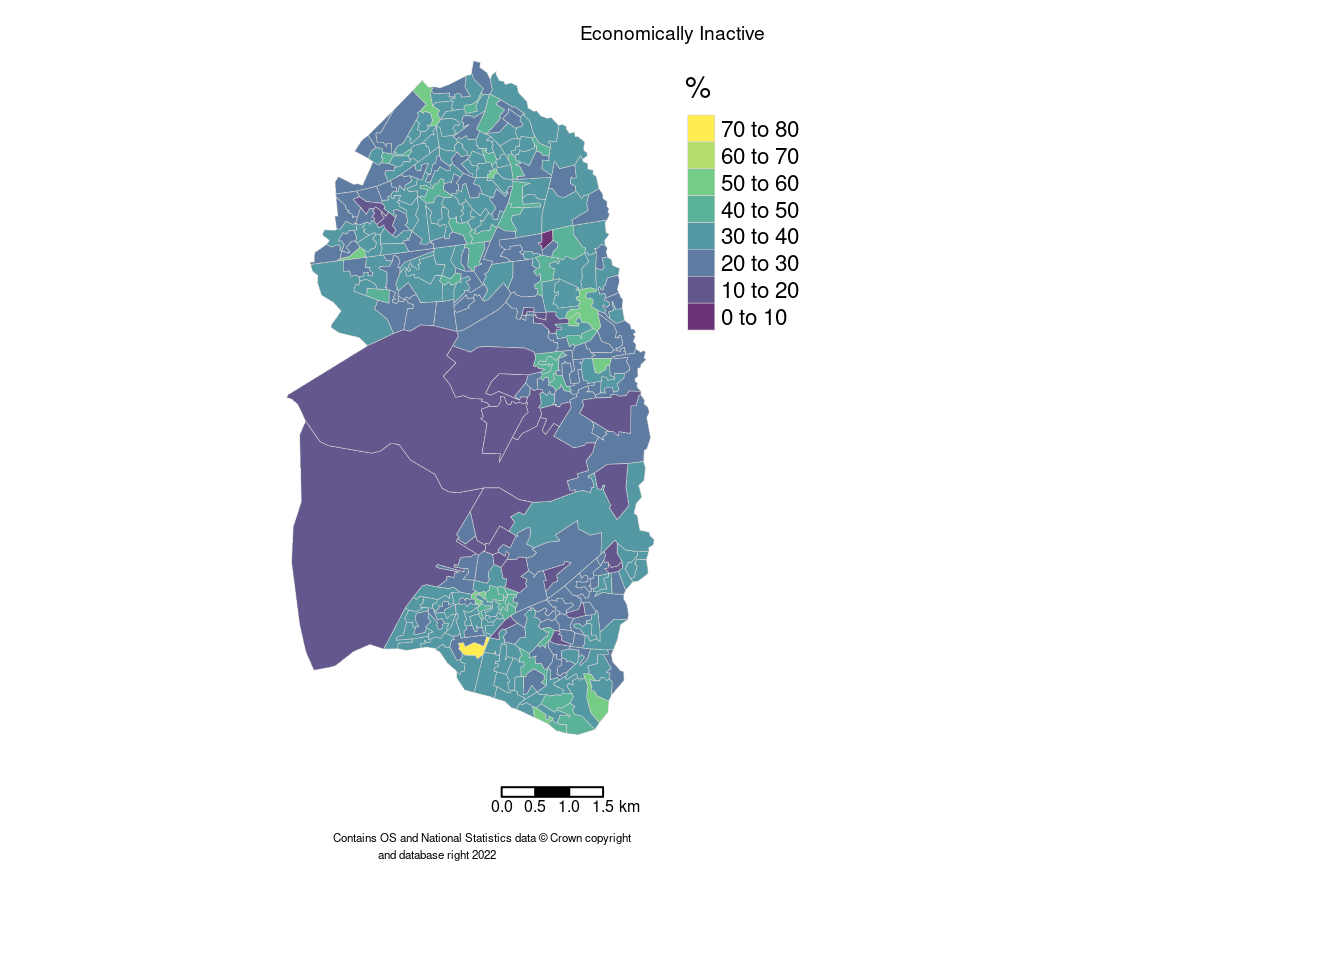 Economically Inactive
%
70 to 80
60 to 70
50 to 60
40 to 50
30 to 40
20 to 30
10 to 20
0 to 10
0.0 0.5 1.0 1.5 km
Contains OS and National Statistics data © Crown copyright
and database right 2022